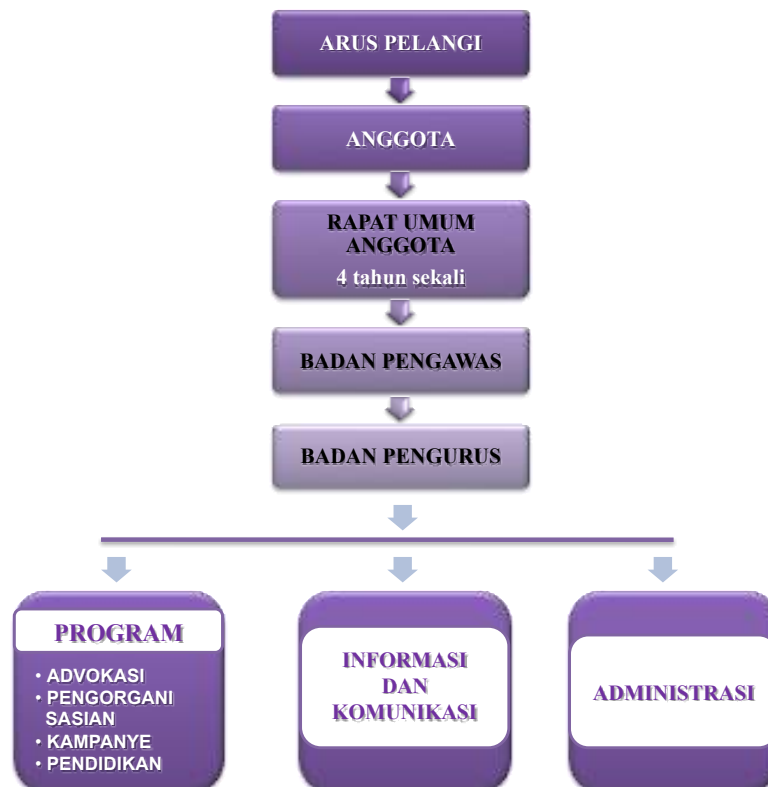 ARUS PELANGI
ANGGOTA
RAPAT UMUM
ANGGOTA
4 tahun sekali
BADAN PENGAWAS
BADAN PENGURUS
PROGRAM
• ADVOKASI
• PENGORGANI
SASIAN
• KAMPANYE
• PENDIDIKAN
INFORMASI
DAN
KOMUNIKASI
ADMINISTRASI